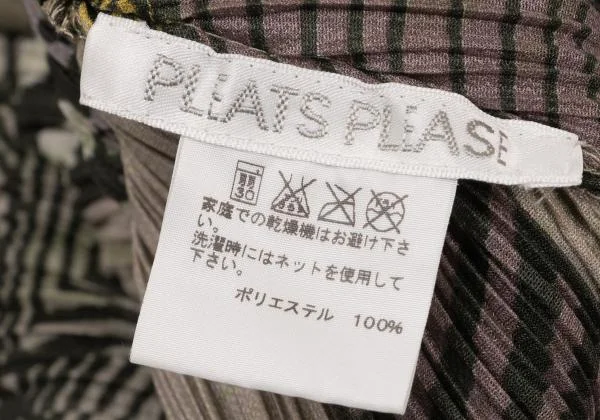 PLEATS PLEASE
家庭での乾燥機はお避け下さ
い。
洗濯時にはネットを使用して
下さい。
ポリエステル 100%